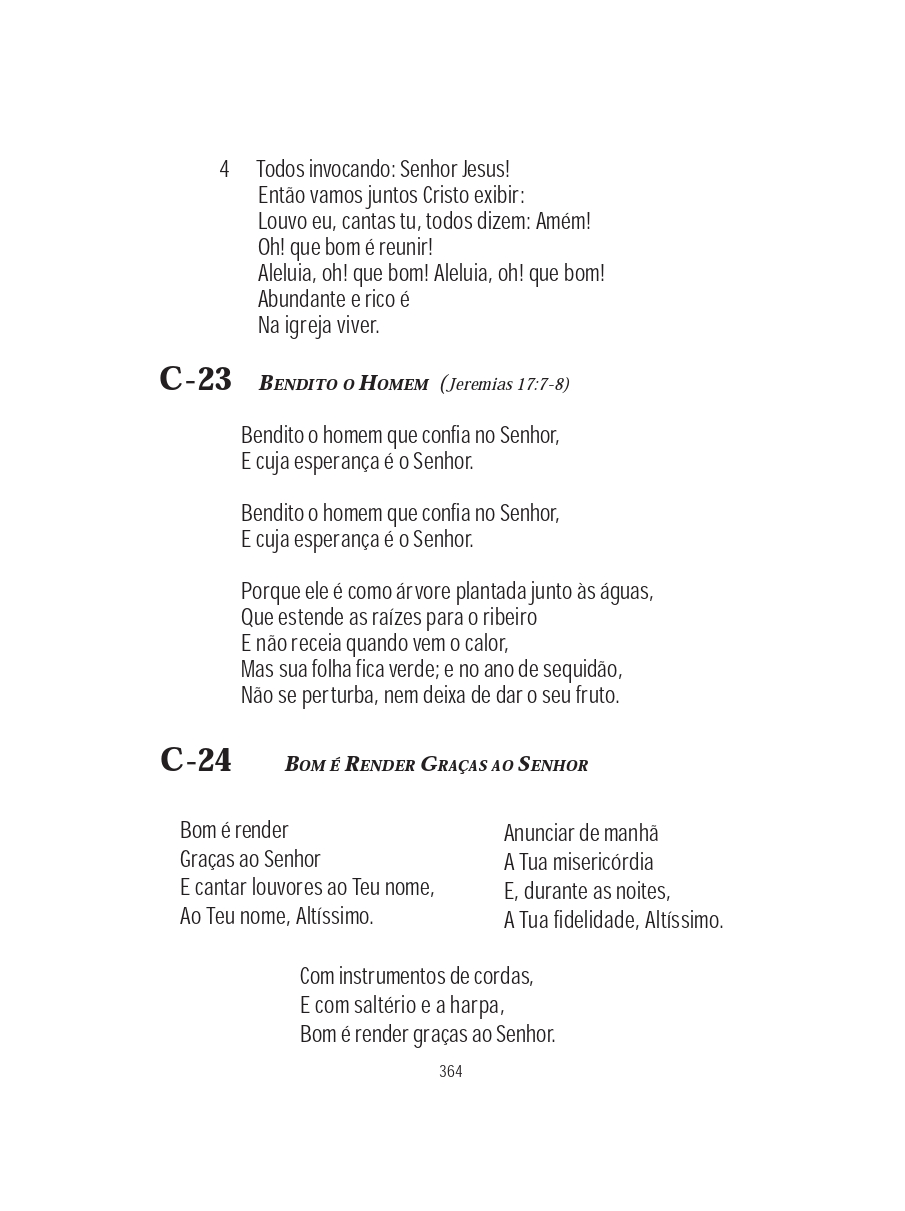 4 Todos invocando: Senhor Jesus!
Então vamos juntos Cristo exibir:
Louvo eu, cantas tu, todos dizem: Amém!
Oh! que bom é reunir!
Aleluia, oh! que bom! Aleluia, oh! que bom!
Abundante e rico é
Na igreja viver.
C-23 Bendito o Homem (Jeremias 17:7-8)
Bendito o homem que confia no Senhor,
E cuja esperança é o Senhor.
Bendito o homem que confia no Senhor,
E cuja esperança é o Senhor.
Porque ele é como árvore plantada junto às águas,
Que estende as raízes para o ribeiro
E não receia quando vem o calor,
Mas sua folha fica verde; e no ano de sequidão,
Não se perturba, nem deixa de dar o seu fruto.
C-24 Bom é Render Graças ao Senhor
Bom é render
Graças ao Senhor
E cantar louvores ao Teu nome,
Ao Teu nome, Altíssimo.
Anunciar de manhã
A Tua misericórdia
E, durante as noites,
A Tua fidelidade, Altíssimo.
Com instrumentos de cordas,
E com saltério e a harpa,
Bom é render graças ao Senhor.
364